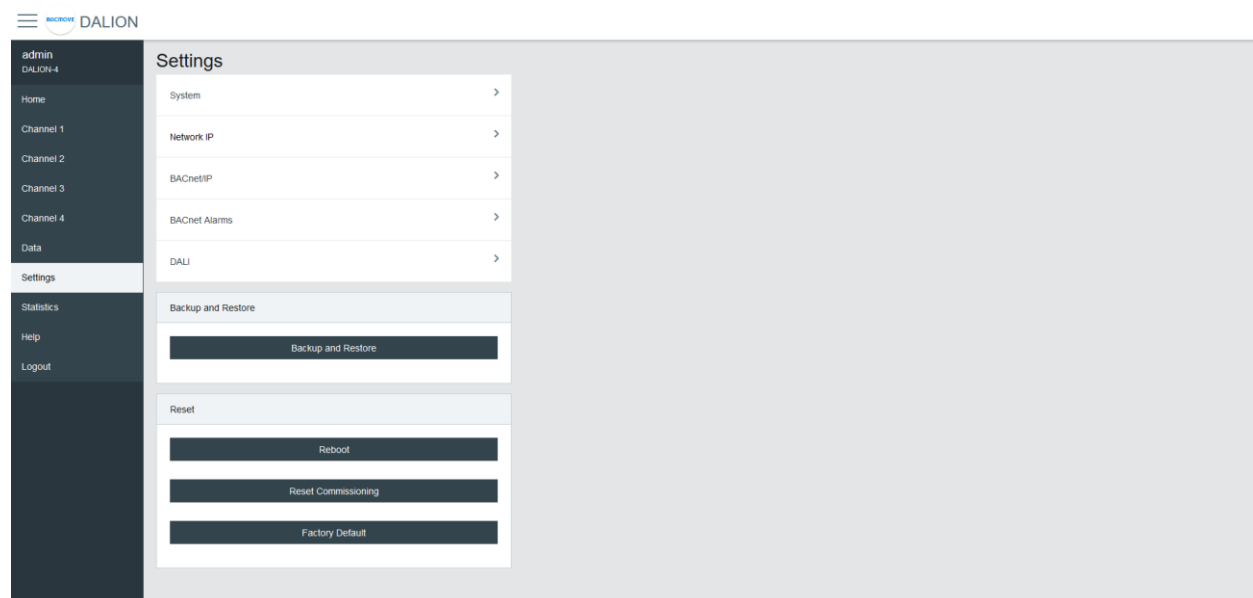 BACMOVE DALION
admin
DALION-4
Home
Channel 1
Channel 2
Channel 3
Channel 4
Data
Settings
Statistics
Help
Logout
Settings
System
Network IP
BACnet/IP
BACnet Alarms
DALI
Backup and Restore
Backup and Restore
Reset
Reboot
Reset Commissioning
Factory Default